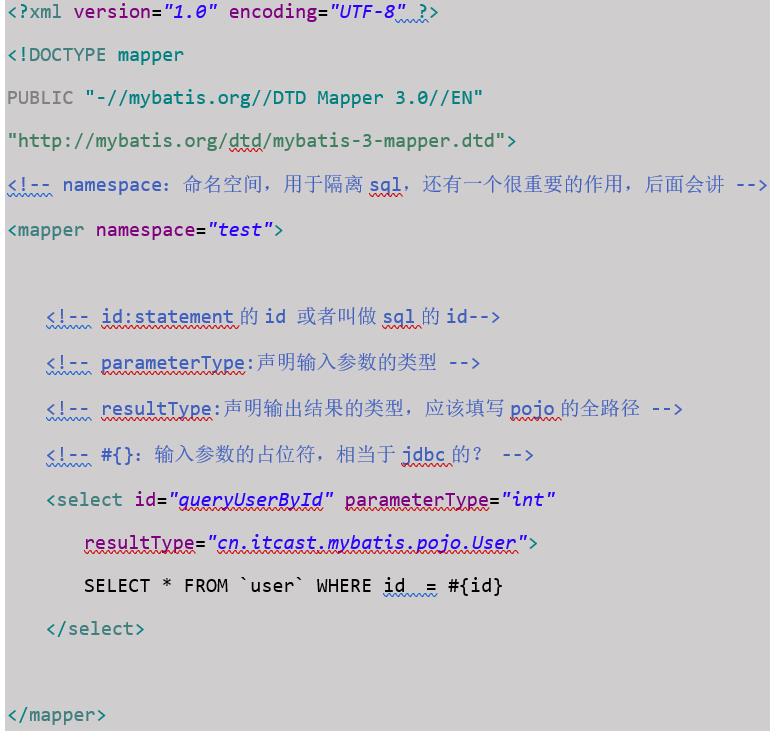 <?xml version="1.0" encoding="UTF-8" ?>
<!DOCTYPE mapper
PUBLIC "-//mybatis.org//DTD Mapper 3.0//EN"
"http://mybatis.org/dtd/mybatis-3-mapper.dtd">
<!-- namespace：命名空间，用于隔离 sql，还有一个很重要的作用，后面会讲 -->
<mapper namespace="test">
<!-- id:statement 的 id 或者叫做 sql 的 id-->
<!-- parameterType:声明输入参数的类型 -->
<!-- resultType:声明输出结果的类型，应该填写 pojo 的全路径 -->
<!-- #{}：输入参数的占位符，相当于 jdbc 的？ -->
<select id="queryUserById" parameterType="int"
resultType="cn.itcast.mybatis.pojo.User">
SELECT * FROM `user` WHERE id  = #{id}
</select>
</mapper>